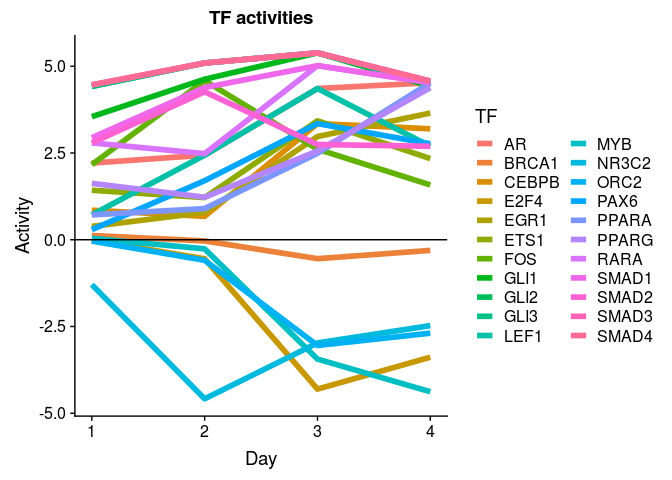 TF activities
5.0
2.5
0.0
-2.5
-5.0
Activity
1 2 3 4
Day
TF
AR
BRCA1
CEBPB
E2F4
EGR1
ETS1
FOS
GLI1
GLI2
GLI3
LEF1
MYB
NR3C2
ORC2
PAX6
PPARA
PPARG
RARA
SMAD1
SMAD2
SMAD3
SMAD4